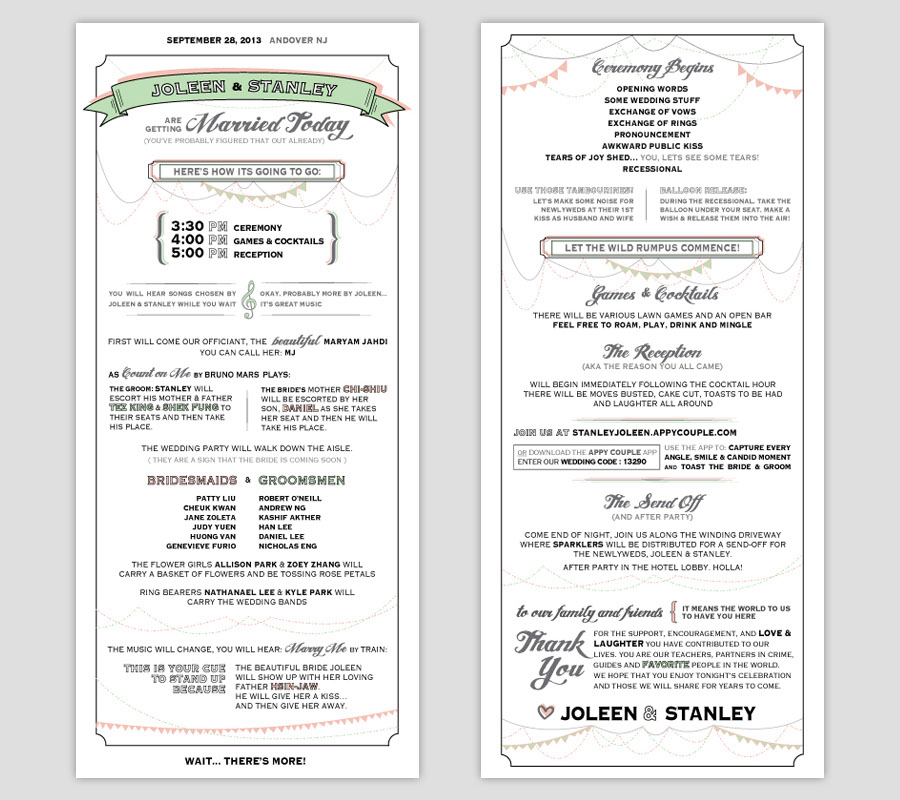 SEPTEMBER 28, 2013 ANDOVER NJ
JOLEEN & STANLEY
ARE GETTING Married Today
(YOU'VE PROBABLY FIGURED THAT OUT ALREADY)
HERE'S HOW ITS GOING TO GO:
3:30 PM CEREMONY
4:00 PM GAMES & COCKTAILS
5:00 PM RECEPTION
YOU WILL HEAR SONGS CHOSEN BY
JOLEEN & STANLEY WHILE YOU WAIT
OKAY, PROBABLY MORE BY JOLEEN...
IT'S GREAT MUSIC
FIRST WILL COME OUR OFFICIANT, THE beautiful MARYAM JAHDI
YOU CAN CALL HER: MJ
AS Count on Me BY BRUNO MARS PLAYS:
THE GROOM: STANLEY WILL
ESCORT HIS MOTHER & FATHER
TEZ KING & SHEK FUNG TO
THEIR SEATS AND THEN TAKE
HIS PLACE.
THE BRIDE'S MOTHER CHI-SHIU
WILL BE ESCORTED BY HER
SON, DANIEL AS SHE TAKES
HER SEAT AND THEN HE WILL
TAKE HIS PLACE.
THE WEDDING PARTY WILL WALK DOWN THE AISLE.
( THEY ARE A SIGN THAT THE BRIDE IS COMING SOON )
BRIDESMAIDS & GROOMSMEN
PATTY LIU ROBERT O'NEILL
CHEUK KWAN ANDREW NG
JANE ZOLETA KASHIF AKTHER
JUDY YUEN HAN LEE
HUONG VAN DANIEL LEE
GENEVIEVE FURIO NICHOLAS ENG
THE FLOWER GIRLS ALLISON PARK & ZOEY ZHANG WILL
CARRY A BASKET OF FLOWERS AND BE TOSSING ROSE PETALS
RING BEARERS NATHANAEL LEE & KYLE PARK WILL
CARRY THE WEDDING BANDS
THE MUSIC WILL CHANGE, YOU WILL HEAR: Marry Me BY TRAIN:
THIS IS YOUR CUE
TO STAND UP
BECAUSE
THE BEAUTIFUL BRIDE JOLEEN
WILL SHOW UP WITH HER LOVING
FATHER HSIN-JAW.
HE WILL GIVE HER A KISS...
AND THEN GIVE HER AWAY.
WAIT... THERE'S MORE!
Ceremony Begins
OPENING WORDS
SOME WEDDING STUFF
EXCHANGE OF VOWS
EXCHANGE OF RINGS
PRONOUNCEMENT
AWKWARD PUBLIC KISS
TEARS OF JOY SHED... YOU, LETS SEE SOME TEARS!
RECESSIONAL
USE THOSE TAMBOURINES!
LET'S MAKE SOME NOISE FOR
NEWLYWEDS AT THEIR 1ST
KISS AS HUSBAND AND WIFE
BALLOON RELEASE:
DURING THE RECESSIONAL, TAKE THE
BALLOON UNDER YOUR SEAT, MAKE A
WISH & RELEASE THEM INTO THE AIR!
LET THE WILD RUMPUS COMMENCE!
Games & Cocktails
THERE WILL BE VARIOUS LAWN GAMES AND AN OPEN BAR
FEEL FREE TO ROAM, PLAY, DRINK AND MINGLE
The Reception
(AKA THE REASON YOU ALL CAME)
WILL BEGIN IMMEDIATELY FOLLOWING THE COCKTAIL HOUR
THERE WILL BE MOVES BUSTED, CAKE CUT, TOASTS TO BE HAD
AND LAUGHTER ALL AROUND
JOIN US AT STANLEYJOLEEN.APPYCOUPLE.COM
OR DOWNLOAD THE APPY COUPLE APP
ENTER OUR WEDDING CODE : 13290
USE THE APP TO: CAPTURE EVERY
ANGLE, SMILE & CANDID MOMENT
AND TOAST THE BRIDE & GROOM
The Send Off
(AND AFTER PARTY)
COME END OF NIGHT, JOIN US ALONG THE WINDING DRIVEWAY
WHERE SPARKLERS WILL BE DISTRIBUTED FOR A SEND-OFF FOR
THE NEWLYWEDS, JOLEEN & STANLEY.
AFTER PARTY IN THE HOTEL LOBBY. HOLLA!
to our family and friends
IT MEANS THE WORLD TO US
TO HAVE YOU HERE
Thank
You
FOR THE SUPPORT, ENCOURAGEMENT, AND LOVE &
LAUGHTER YOU HAVE CONTRIBUTED TO OUR
LIVES. YOU ARE OUR TEACHERS, PARTNERS IN CRIME,
GUIDES AND FAVORITE PEOPLE IN THE WORLD.
WE HOPE THAT YOU ENJOY TONIGHT'S CELEBRATION
AND THOSE WE WILL SHARE FOR YEARS TO COME.
JOLEEN & STANLEY